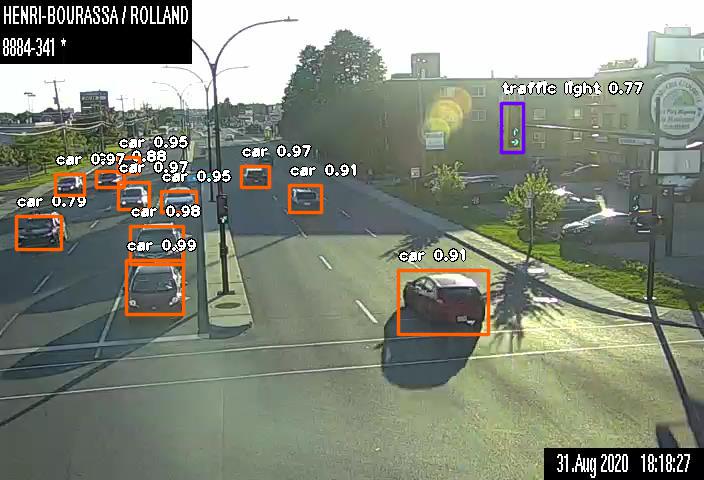 HENRI-BOURASSA / ROLLAND
8884-341 *
traffic light 0.77
car 0.95
car 0.97
0.88
car 0.97
car 0.97
car 0.95
car 0.91
car 0.79
car 0.98
car 0.99
car 0.91
31.Aug 2020 18:18:27